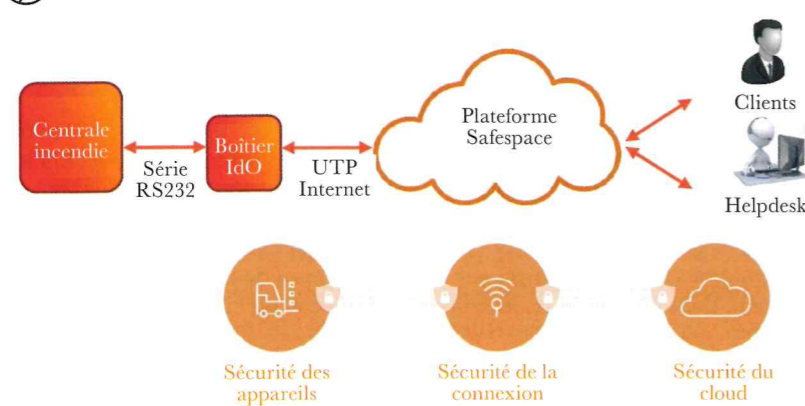 Centrale
incendie
Série
RS232
Boîtier
IdO
UTP
Internet
Plateforme
Safespace
Clients
Helpdesk
Sécurité des
appareils
Sécurité de la
connexion
Sécurité du
cloud